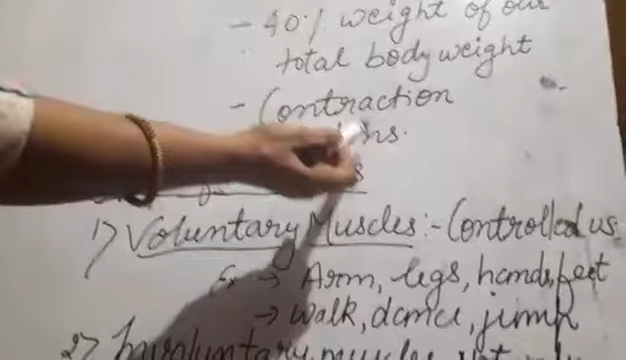 - 40% weight of our
total body weight
- Contraction
1) Voluntary Muscles:- Controlled us
Ex → Arm, legs, hands, feet
→ Walk, dance, jump
2) Involuntary muscles